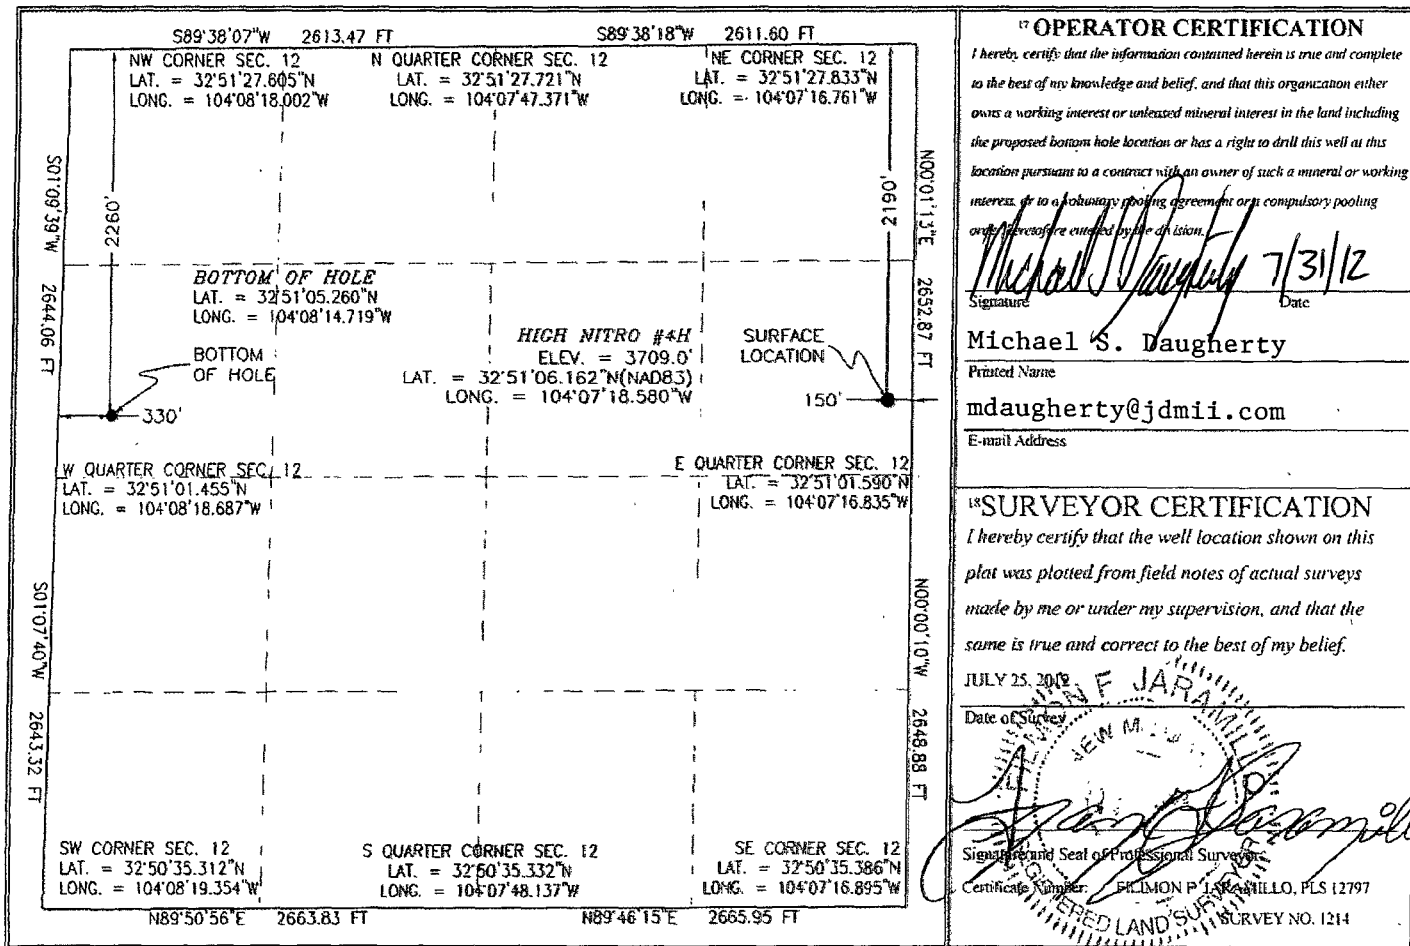 S89°38'07"W 2613.47 FT
S89°38'18"W 2611.60 FT
NW CORNER SEC. 12
LAT. = 32°51'27.605"N
LONG. = 104°08'18.002"W
N QUARTER CORNER SEC. 12
LAT. = 32°51'27.721"N
LONG. = 104°07'47.371"W
NE CORNER SEC. 12
LAT. = 32°51'27.833"N
LONG. = 104°07'16.761"W
S01°09'39"W 2644.06 FT
2260'
2190'
N00°01'13"E 2652.87 FT
BOTTOM OF HOLE
LAT. = 32°51'05.260"N
LONG. = 104°08'14.719"W
BOTTOM
OF HOLE
330'
HIGH NITRO #4H
ELEV. = 3709.0'
LAT. = 32°51'06.162"N(NAD83)
LONG. = 104°07'18.580"W
SURFACE
LOCATION
150'
W QUARTER CORNER SEC. 12
LAT. = 32°51'01.455"N
LONG. = 104°08'18.687"W
E QUARTER CORNER SEC. 12
LAT. = 32°51'01.590"N
LONG. = 104°07'16.835"W
S01°07'40"W 2643.32 FT
N00°00'10"W 2648.88 FT
SW CORNER SEC. 12
LAT. = 32°50'35.312"N
LONG. = 104°08'19.354"W
S QUARTER CORNER SEC. 12
LAT. = 32°50'35.332"N
LONG. = 104°07'48.137"W
SE CORNER SEC. 12
LAT. = 32°50'35.386"N
LONG. = 104°07'16.895"W
N89°50'56"E 2663.83 FT
N89°46'15"E 2665.95 FT
17 OPERATOR CERTIFICATION
I hereby certify that the information contained herein is true and complete
to the best of my knowledge and belief, and that this organization either
owns a working interest or unleased mineral interest in the land including
the proposed bottom hole location or has a right to drill this well at this
location pursuant to a contract with an owner of such a mineral or working
interest, or to a voluntary pooling agreement or a compulsory pooling
order heretofore entered by the division.
Michael S Daugherty 7/31/12
Signature Date
Michael S. Daugherty
Printed Name
mdaugherty@jdmii.com
E-mail Address
18 SURVEYOR CERTIFICATION
I hereby certify that the well location shown on this
plat was plotted from field notes of actual surveys
made by me or under my supervision, and that the
same is true and correct to the best of my belief.
JULY 25, 2012
Date of Survey
FILIMON F. JARAMILLO
NEW
Signature and Seal of Professional Surveyor:
Certificate Number: FILIMON F. JARAMILLO, PLS 12797
REGISTERED LAND SURVEYOR
SURVEY NO. 1214